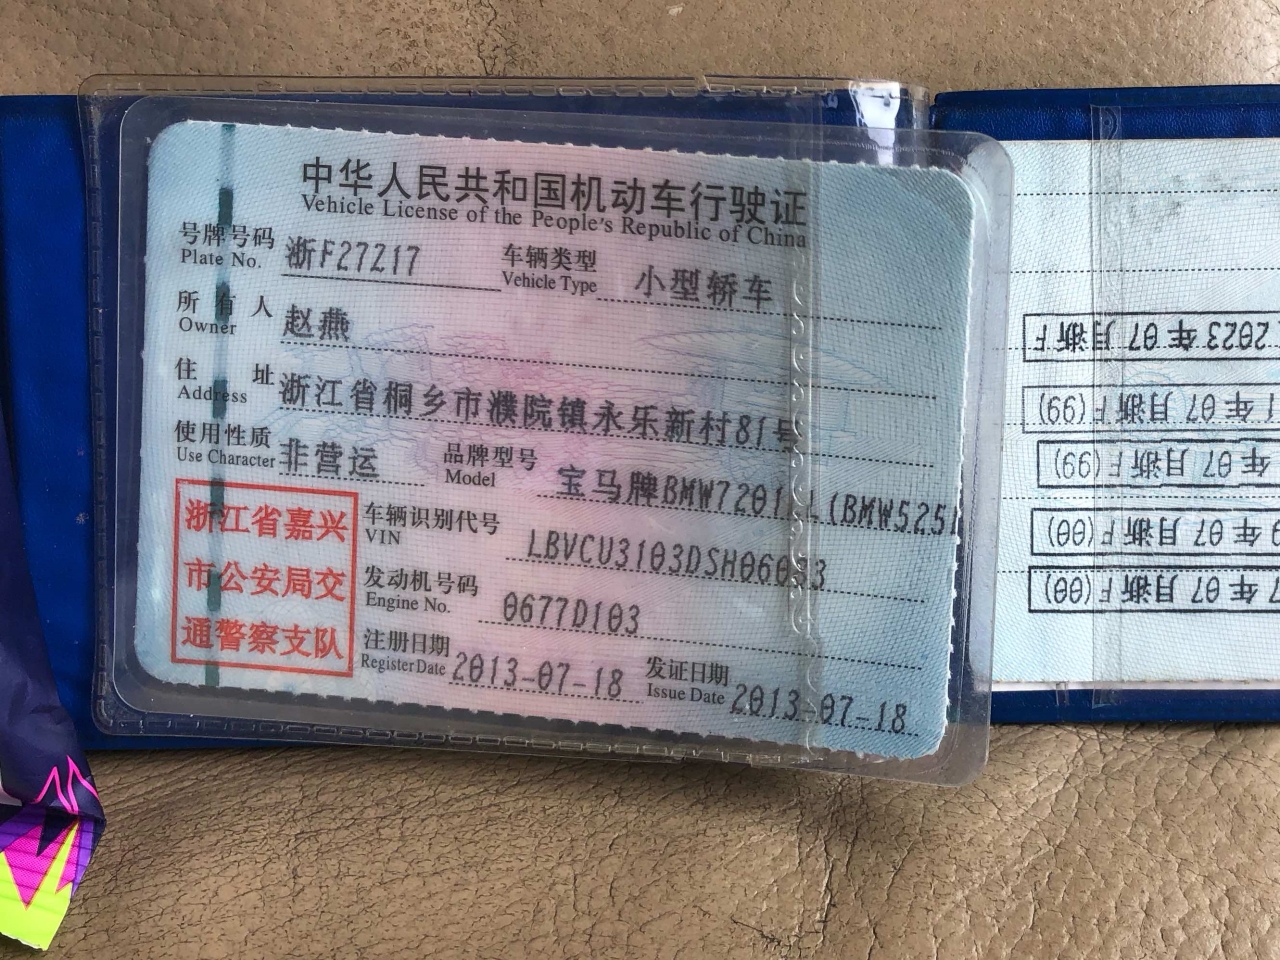 中华人民共和国机动车行驶证
Vehicle License of the People's Republic of China
号牌号码 浙F27217 车辆类型 小型轿车
Plate No. Vehicle Type
所有人 赵燕
Owner
住址 浙江省桐乡市濮院镇永乐新村81号
Address
使用性质 非营运 品牌型号 宝马牌BMW7201 L(BMW525
Use Character Model
浙江省嘉兴
市公安局交
通警察支队
车辆识别代号 LBVCU3103DSH060 3
VIN
发动机号码 0677D103
Engine No.
注册日期 2013-07-18 发证日期 2013-07-18
Register Date Issue Date
2023年07月浙F
年07月浙F(99)
年07月浙F(99)
年07月浙F(00)
年07月浙F(00)